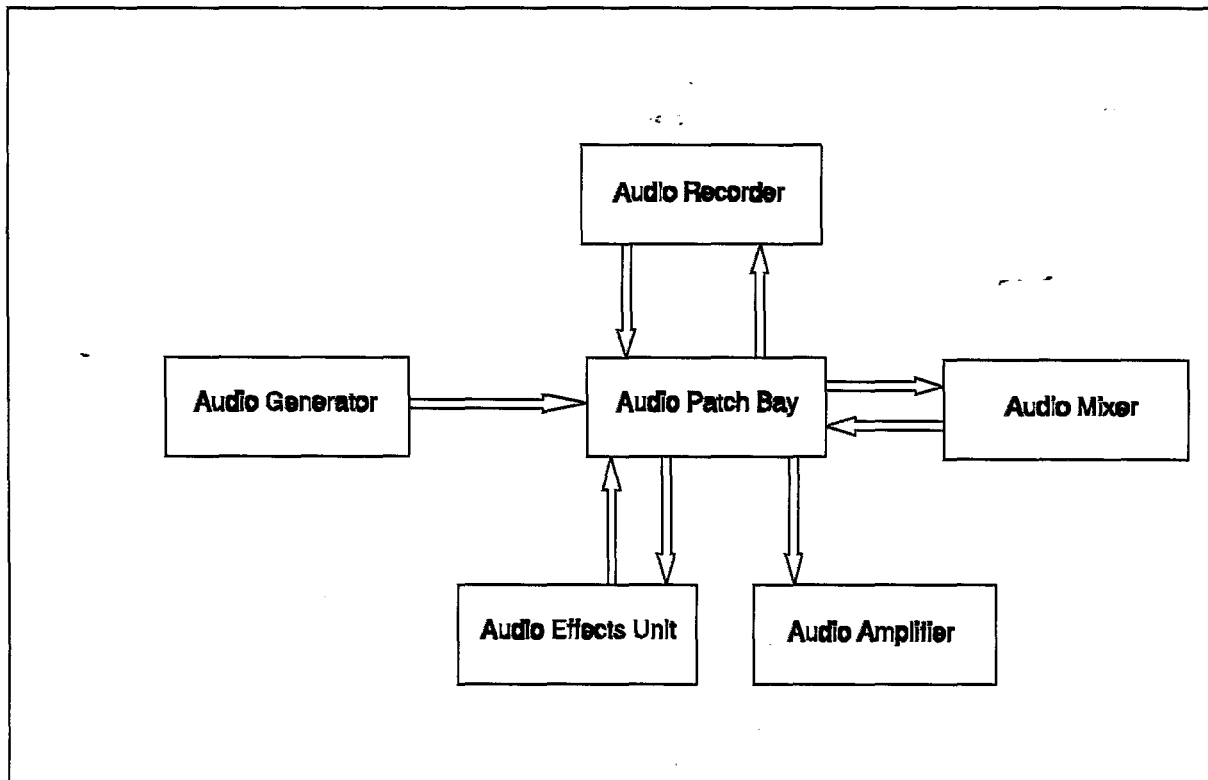 Audio Recorder
Audio Generator
Audio Patch Bay
Audio Mixer
Audio Effects Unit
Audio Amplifier